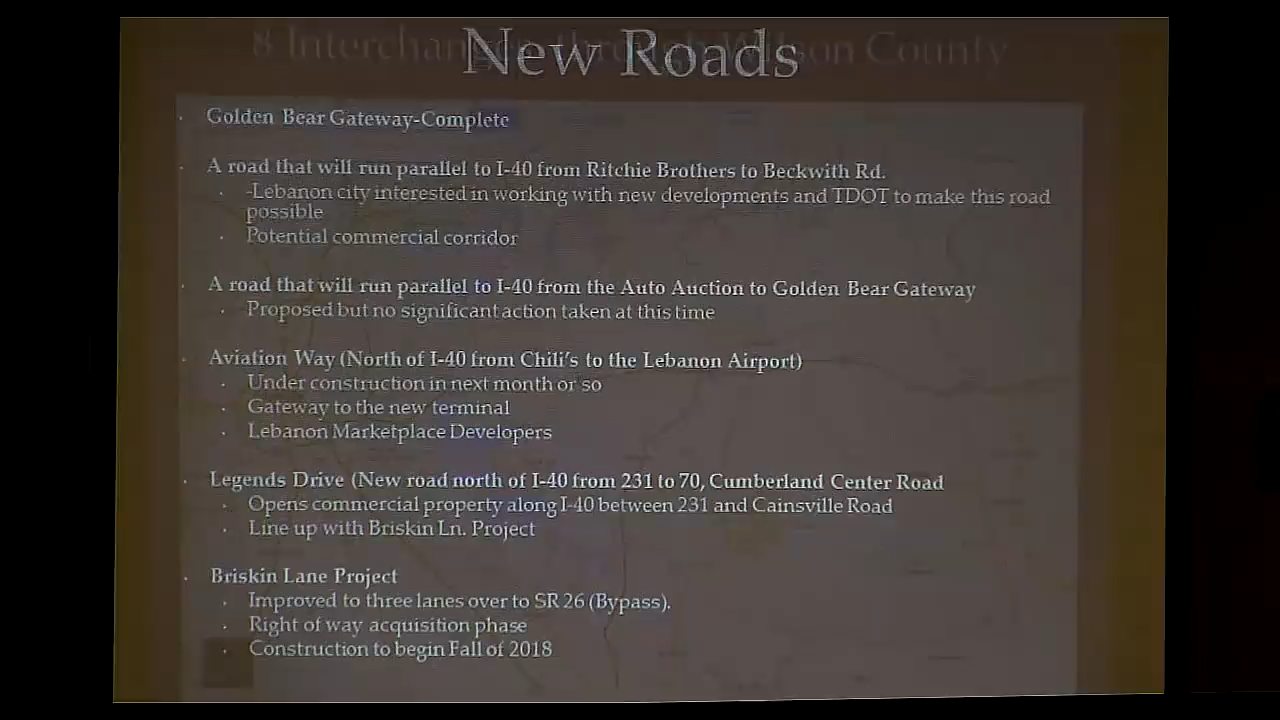 8 Interchanges through Wilson County
New Roads
Golden Bear Gateway-Complete
A road that will run parallel to I-40 from Ritchie Brothers to Beckwith Rd.
-Lebanon city interested in working with new developments and TDOT to make this road
possible
Potential commercial corridor
A road that will run parallel to I-40 from the Auto Auction to Golden Bear Gateway
Proposed but no significant action taken at this time
Aviation Way (North of I-40 from Chili's to the Lebanon Airport)
Under construction in next month or so
Gateway to the new terminal
Lebanon Marketplace Developers
Legends Drive (New road north of I-40 from 231 to 70, Cumberland Center Road
Opens commercial property along I-40 between 231 and Cainsville Road
Line up with Briskin Ln. Project
Briskin Lane Project
Improved to three lanes over to SR 26 (Bypass).
Right of way acquisition phase
Construction to begin Fall of 2018